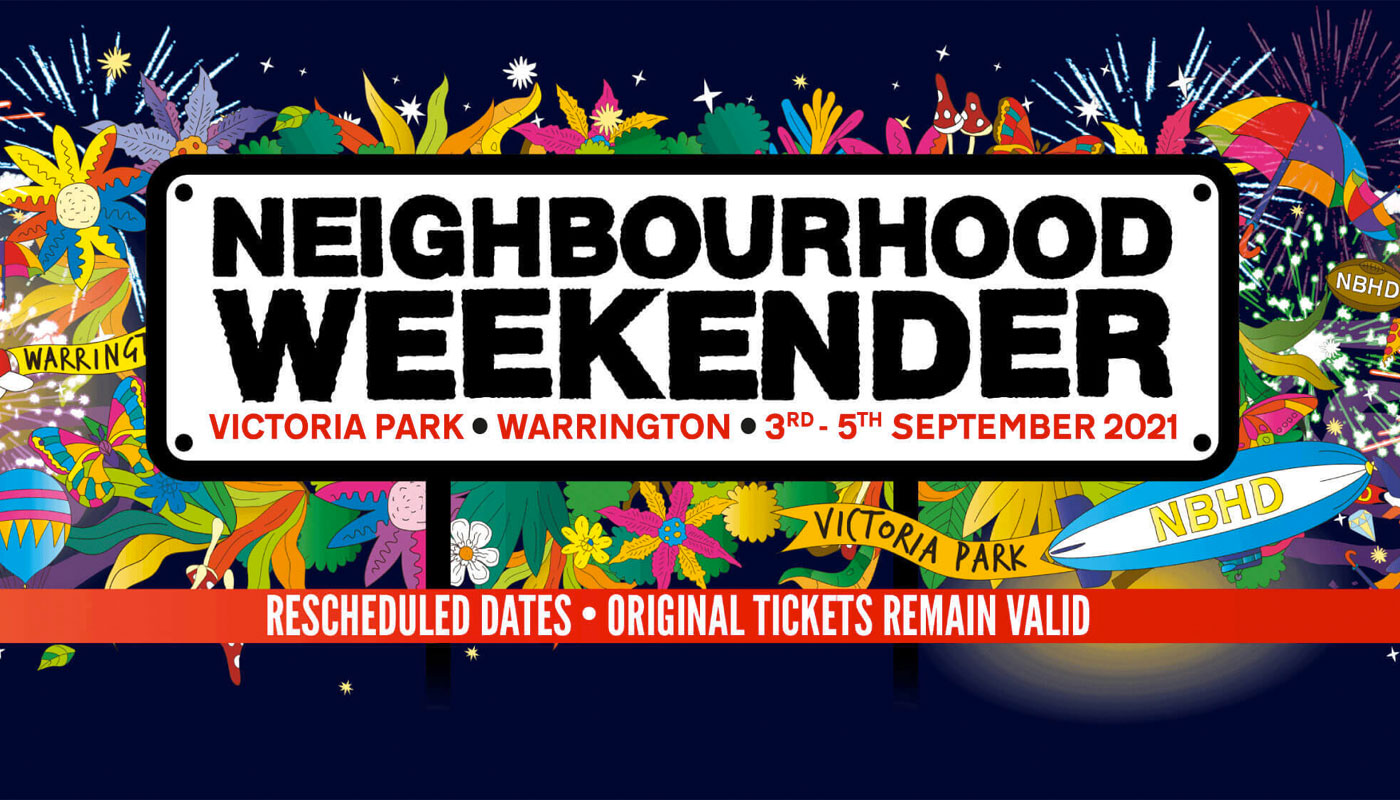 NEIGHBOURHOOD
WEEKENDER
VICTORIA PARK • WARRINGTON • 3RD - 5TH SEPTEMBER 2021
NBHD
WARRINGT
VICTORIA PARK
NBHD
RESCHEDULED DATES • ORIGINAL TICKETS REMAIN VALID